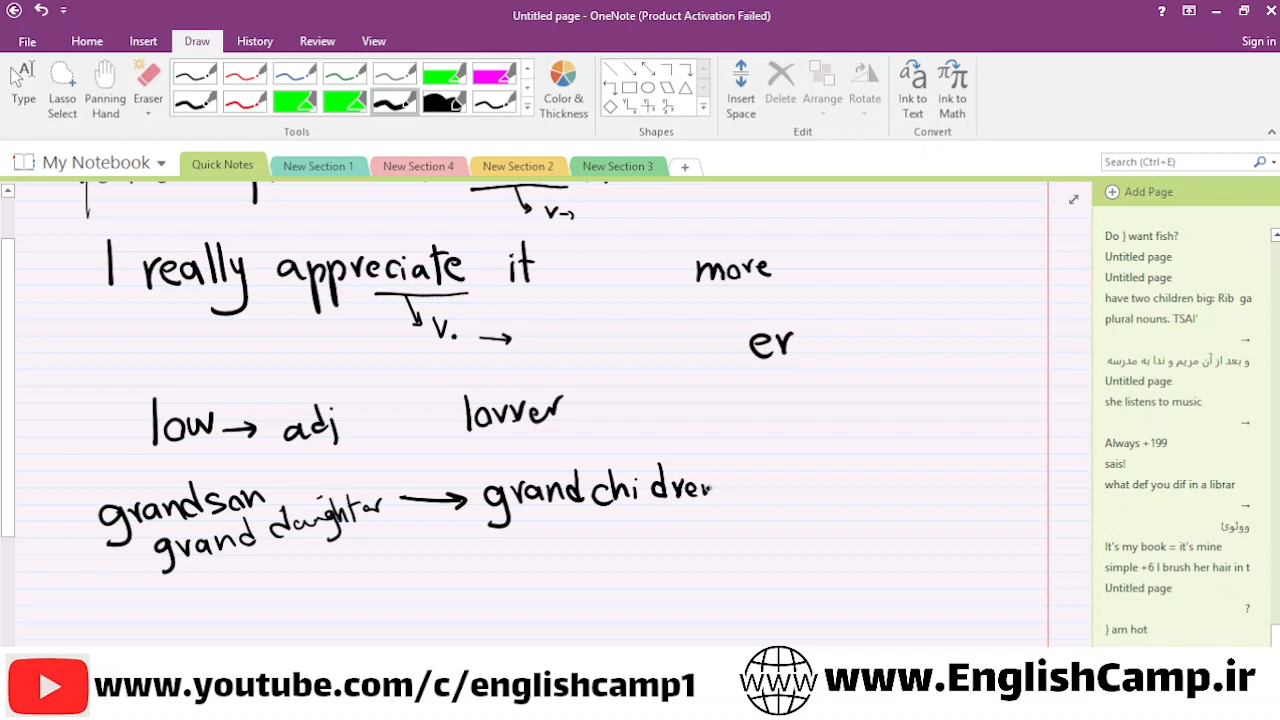 Untitled page - OneNote (Product Activation Failed)
?
File Home Insert Draw History Review View
Sign in
Type
Lasso Select
Panning Hand
Eraser
Color & Thickness
Insert Space
Delete
Arrange
Rotate
Ink to Text
Ink to Math
Tools
Shapes
Edit
Convert
My Notebook
Quick Notes
New Section 1
New Section 4
New Section 2
New Section 3
+
Search (Ctrl+E)
v→
I really appreciate it
more
v. →
er
low → adj
lovver
grandson
grand daughter → grandchidren
Add Page
Do } want fish?
Untitled page
Untitled page
have two children big: Rib ga
plural nouns. TSAI'
→
و بعد از آن مریم و ندا به مدرسه
Untitled page
she listens to music
→
Always +199
sais!
what def you dif in a librar
→
It's my book = it's mine
simple +6 I brush her hair in t
Untitled page
?
} am hot
www.youtube.com/c/englishcamp1
WWW
www.EnglishCamp.ir